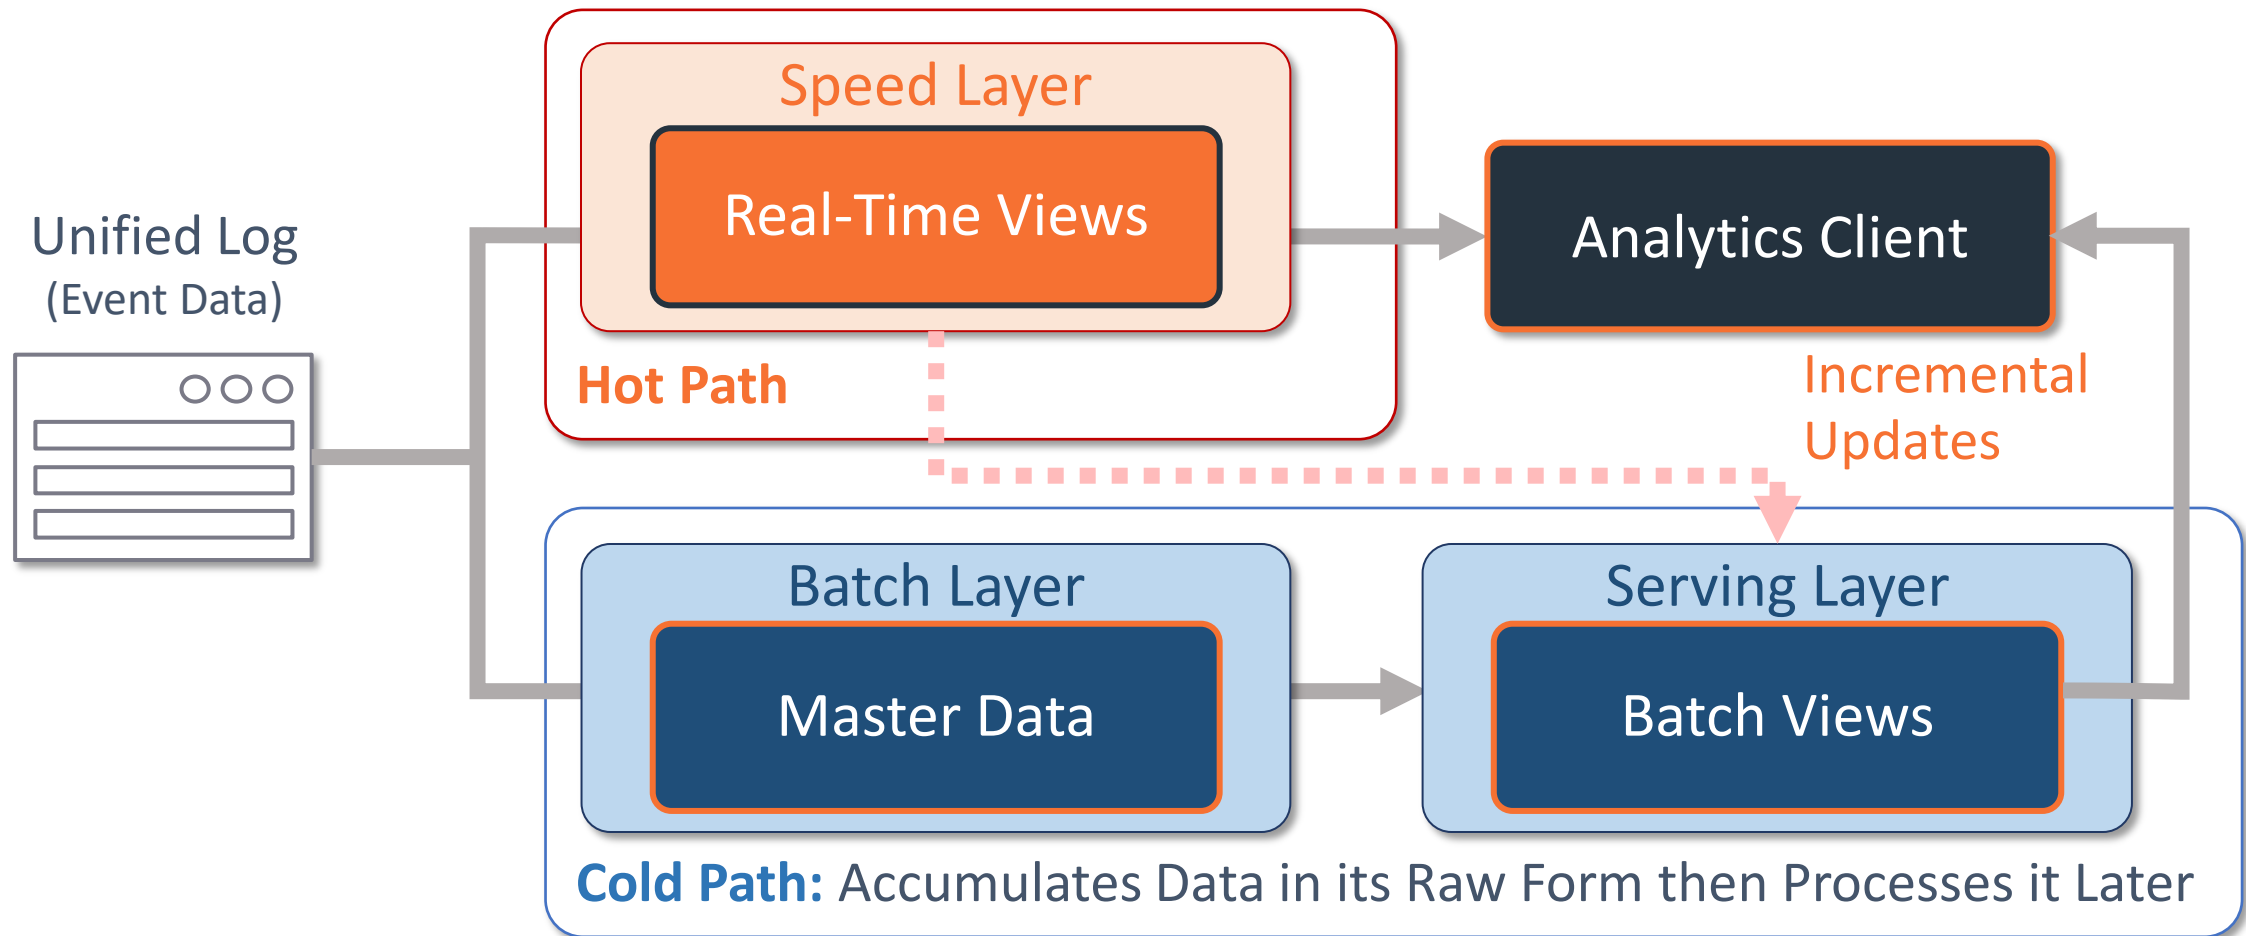 Speed Layer
Real-Time Views
Hot Path
Unified Log
(Event Data)
Analytics Client
Incremental
Updates
Batch Layer
Master Data
Serving Layer
Batch Views
Cold Path: Accumulates Data in its Raw Form then Processes it Later